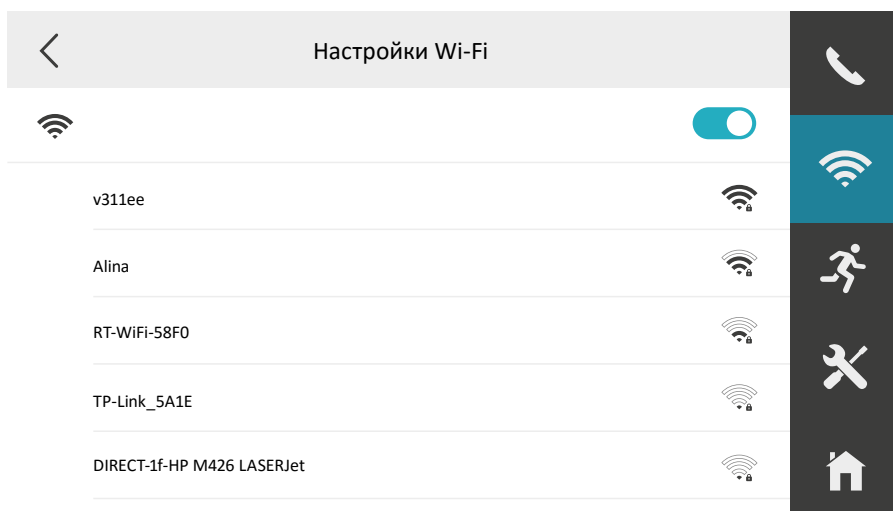 Настройки Wi-Fi
v311ee
Alina
RT-WiFi-58F0
TP-Link_5A1E
DIRECT-1f-HP M426 LASERJet